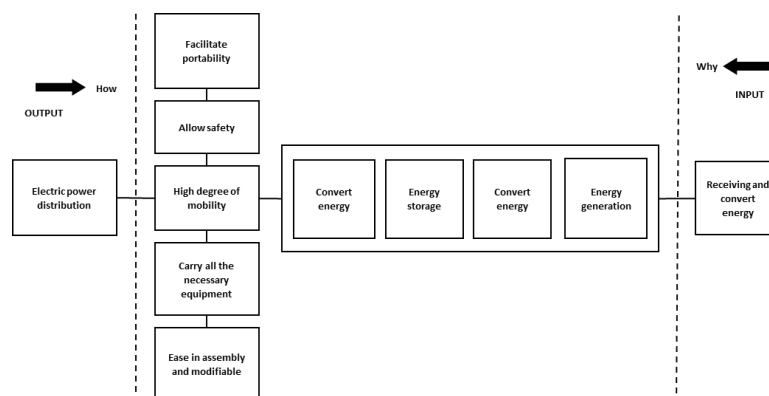 Facilitate
portability
How
OUTPUT
Why
INPUT
Allow safety
Electric power
distribution
High degree of
mobility
Convert
energy
Energy
storage
Convert
energy
Energy
generation
Receiving and
convert
energy
Carry all the
necessary
equipment
Ease in assembly
and modifiable